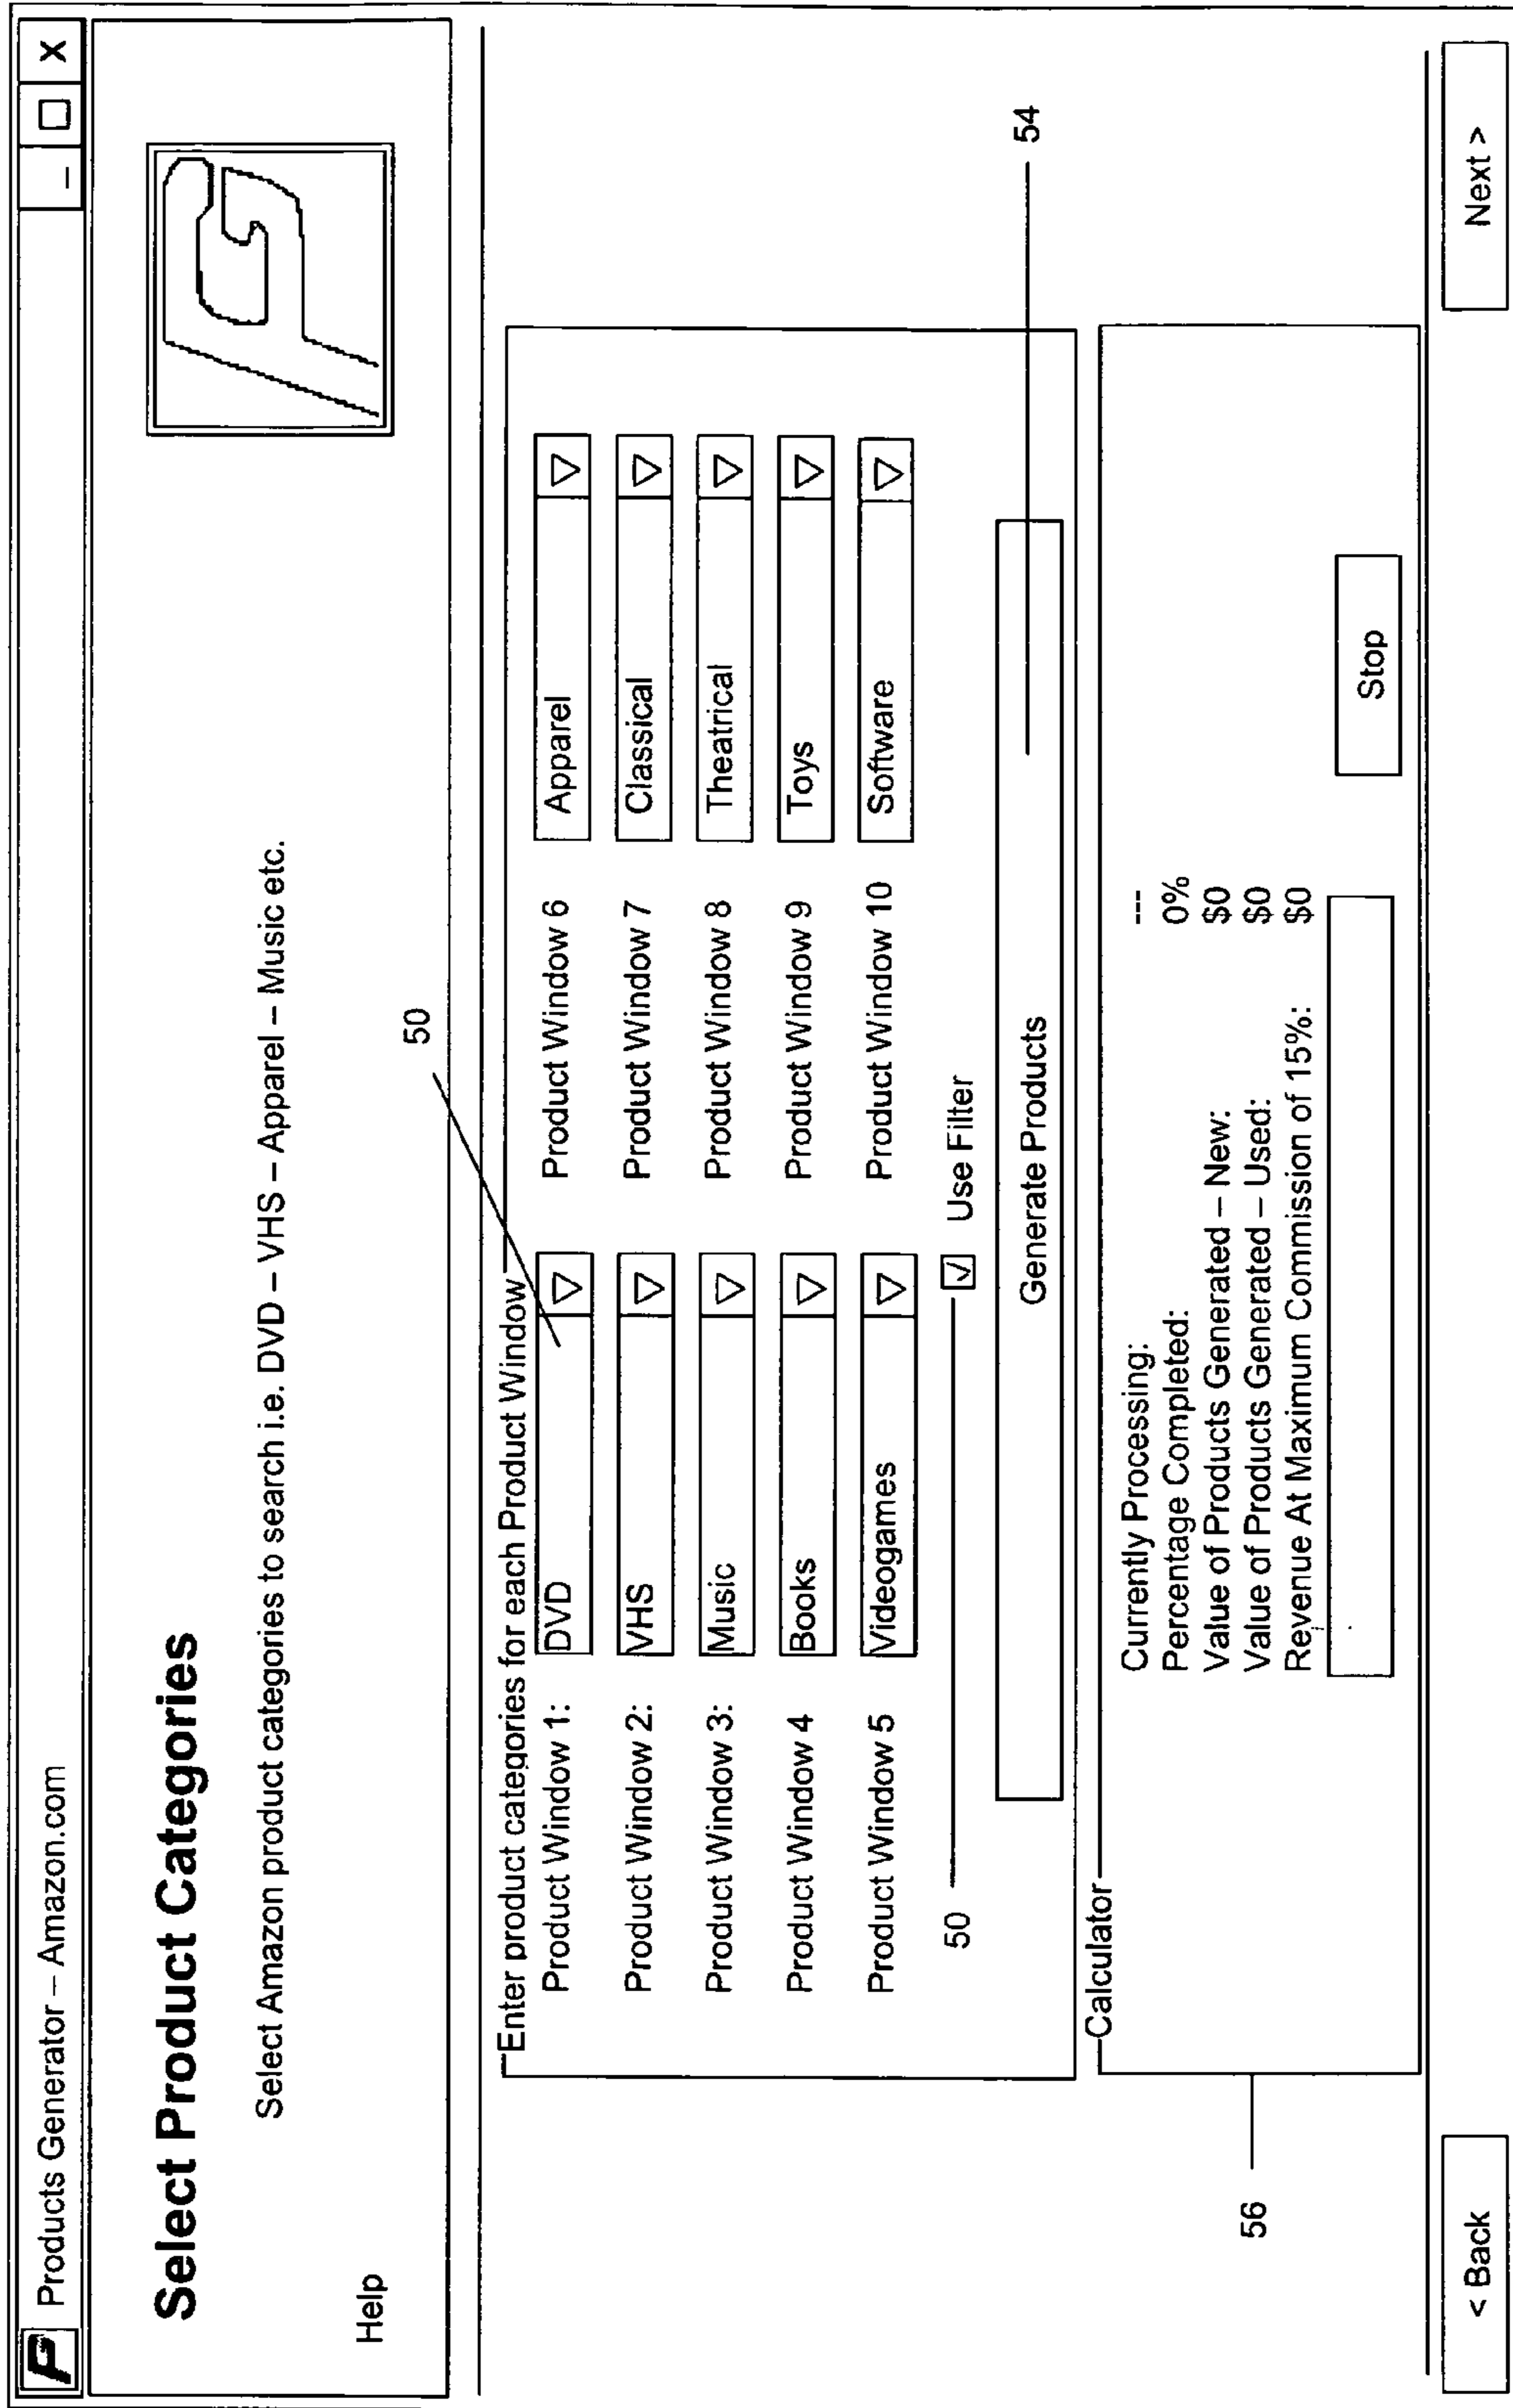 Products Generator – Amazon.com
_ X
Select Product Categories
Select Amazon product categories to search i.e. DVD – VHS – Apparel – Music etc.
Help
50
Enter product categories for each Product Window
Product Window 1: DVD Product Window 6 Apparel
Product Window 2: VHS Product Window 7 Classical
Product Window 3: Music Product Window 8 Theatrical
Product Window 4 Books Product Window 9 Toys
Product Window 5 Videogames Product Window 10 Software
50 Use Filter
Generate Products
54
Calculator
Currently Processing: ---
Percentage Completed: 0%
Value of Products Generated – New: $0
Value of Products Generated – Used: $0
Revenue At Maximum Commission of 15%: $0
Stop
56
< Back Next >